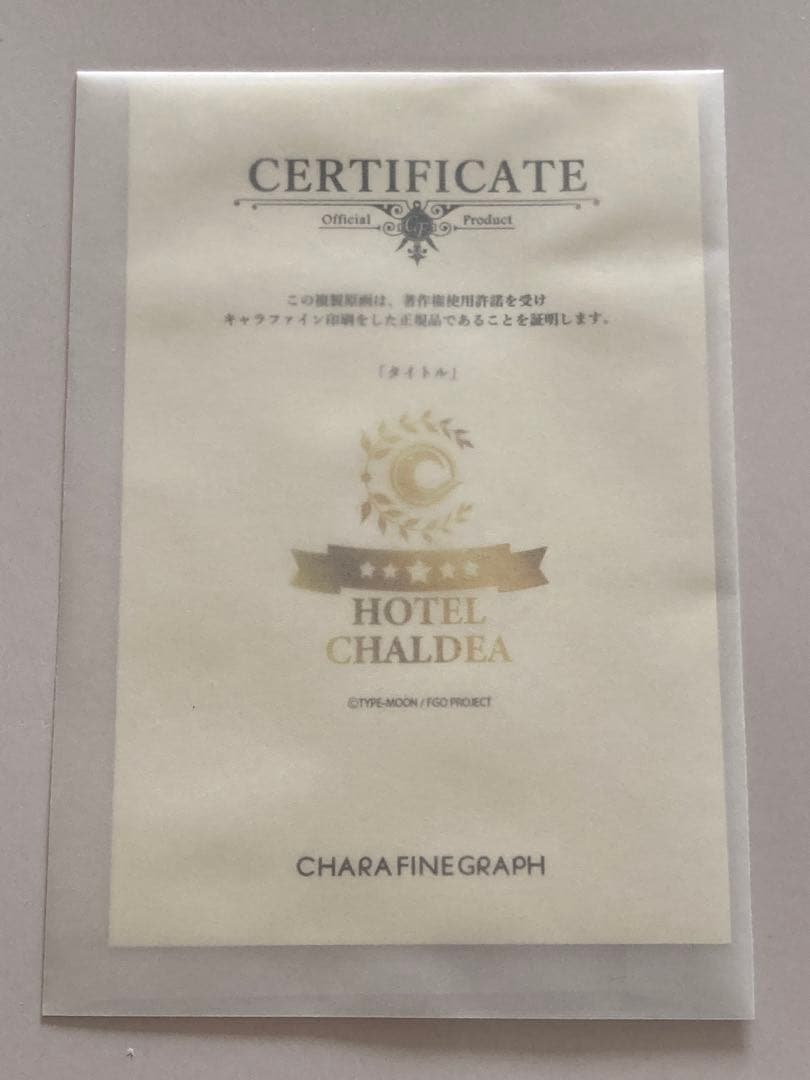 CERTIFICATE
Official CF Product
この複製原画は、著作権使用許諾を受け
キャラファイン印刷をした正規品であることを証明します。
「タイトル」
HOTEL
CHALDEA
©TYPE-MOON / FGO PROJECT
CHARAFINEGRAPH